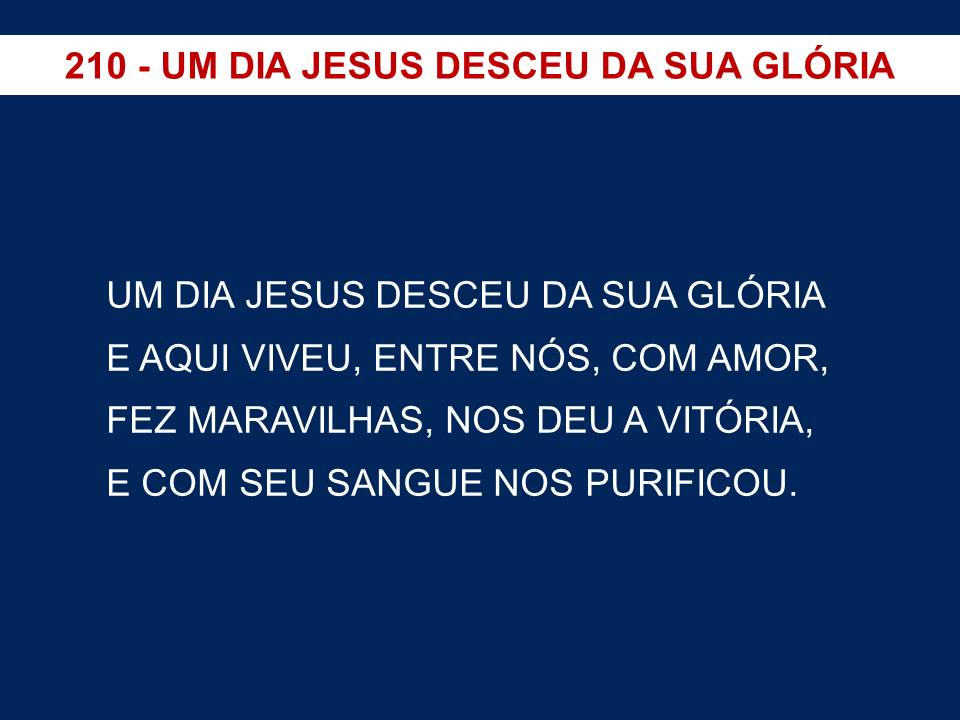 210 - UM DIA JESUS DESCEU DA SUA GLÓRIA
UM DIA JESUS DESCEU DA SUA GLÓRIA
E AQUI VIVEU, ENTRE NÓS, COM AMOR,
FEZ MARAVILHAS, NOS DEU A VITÓRIA,
E COM SEU SANGUE NOS PURIFICOU.